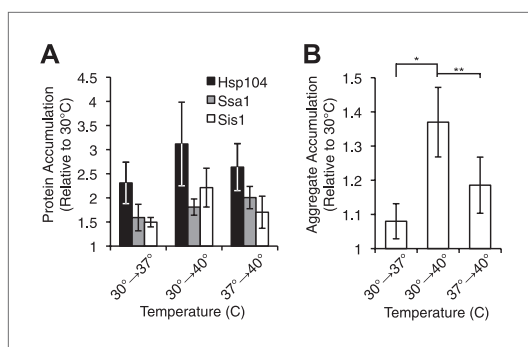 A
Protein Accumulation
(Relative to 30°C)
4.5
4
3.5
3
2.5
2
1.5
1
Hsp104
Ssa1
Sis1
30°→37°
30°→40°
37°→40°
Temperature (C)
B
Aggregate Accumulation
(Relative to 30°C)
*
**
1.5
1.4
1.3
1.2
1.1
1
30°→37°
30°→40°
37°→40°
Temperature (C)